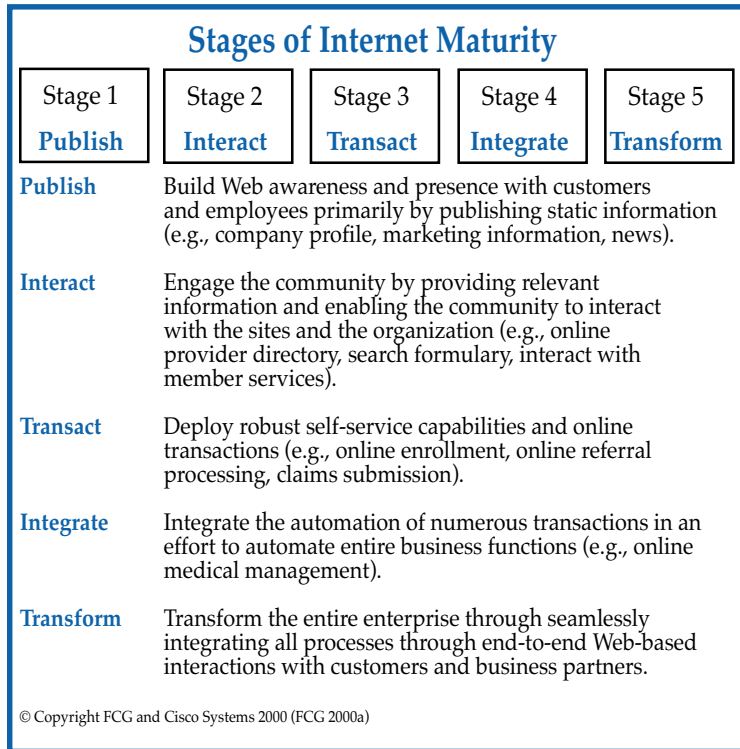 Stages of Internet Maturity
Stage 1
Publish
Stage 2
Interact
Stage 3
Transact
Stage 4
Integrate
Stage 5
Transform
Publish
Build Web awareness and presence with customers
and employees primarily by publishing static information
(e.g., company profile, marketing information, news).
Interact
Engage the community by providing relevant
information and enabling the community to interact
with the sites and the organization (e.g., online
provider directory, search formulary, interact with
member services).
Transact
Deploy robust self-service capabilities and online
transactions (e.g., online enrollment, online referral
processing, claims submission).
Integrate
Integrate the automation of numerous transactions in an
effort to automate entire business functions (e.g., online
medical management).
Transform
Transform the entire enterprise through seamlessly
integrating all processes through end-to-end Web-based
interactions with customers and business partners.
© Copyright FCG and Cisco Systems 2000 (FCG 2000a)